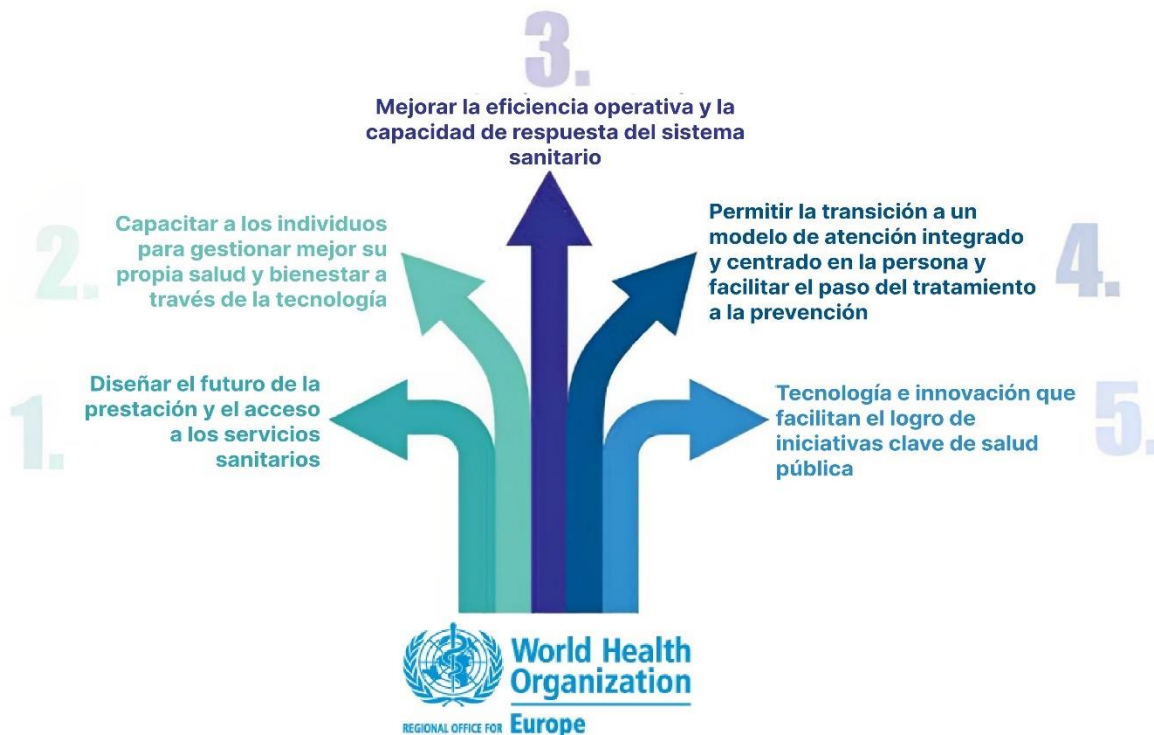 3.
Mejorar la eficiencia operativa y la
capacidad de respuesta del sistema
sanitario
2.
Capacitar a los individuos
para gestionar mejor su
propia salud y bienestar a
través de la tecnología
4.
Permitir la transición a un
modelo de atención integrado
y centrado en la persona y
facilitar el paso del tratamiento
a la prevención
1.
Diseñar el futuro de la
prestación y el acceso
a los servicios
sanitarios
5.
Tecnología e innovación que
facilitan el logro de
iniciativas clave de salud
pública
World Health
Organization
REGIONAL OFFICE FOR Europe